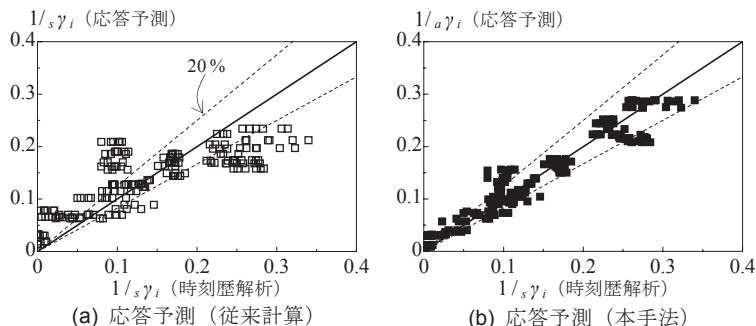 1/ₛγᵢ（応答予測）
0.4
0.3
0.2
0.1
0
20%
0 0.1 0.2 0.3 0.4
1/ₛγᵢ（時刻歴解析）
(a) 応答予測（従来計算）
1/ₐγᵢ（応答予測）
0.4
0.3
0.2
0.1
0
0 0.1 0.2 0.3 0.4
1/ₛγᵢ（時刻歴解析）
(b) 応答予測（本手法）